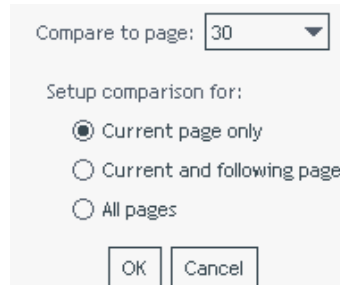 Compare to page: 30
Setup comparison for:
Current page only
Current and following page
All pages
OK Cancel